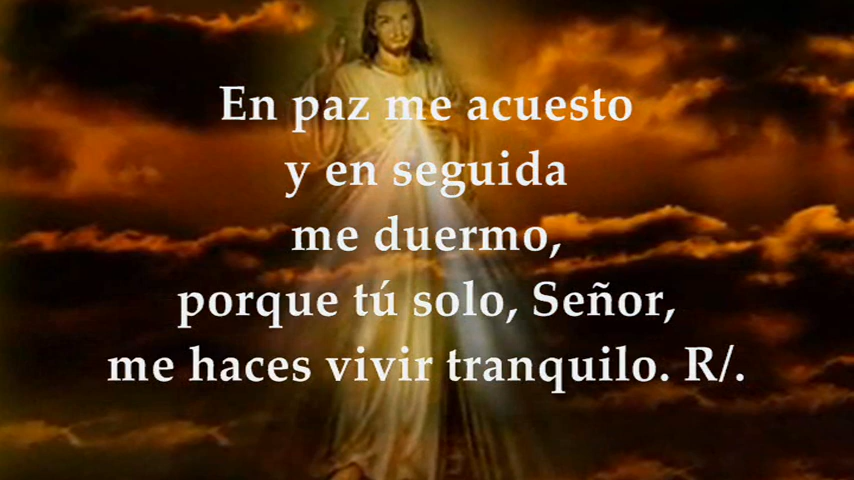 En paz me acuesto
y en seguida
me duermo,
porque tú solo, Señor,
me haces vivir tranquilo. R/.